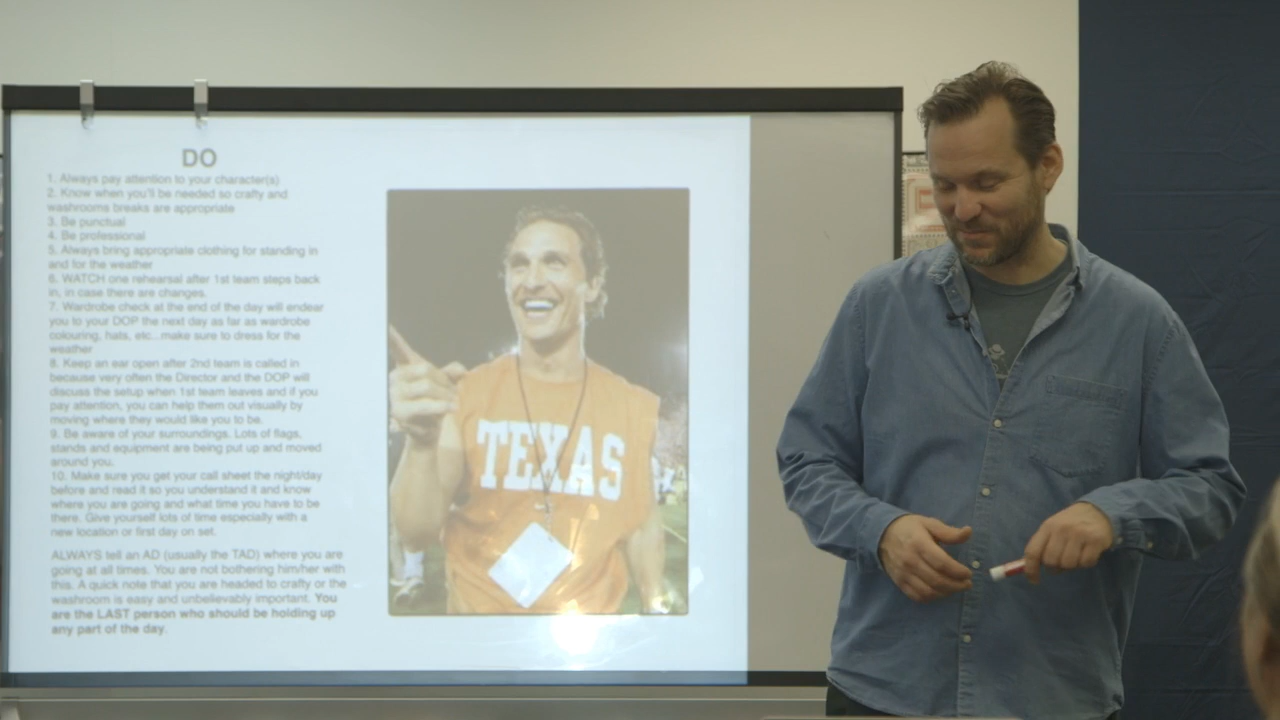 DO
1. Always pay attention to your character(s)
2. Know when you'll be needed so crafty and
washrooms breaks are appropriate
3. Be punctual
4. Be professional
5. Always bring appropriate clothing for standing in
and for the weather
6. WATCH one rehearsal after 1st team steps back
in, in case there are changes.
7. Wardrobe check at the end of the day will endear
you to your DOP the next day as far as wardrobe
colouring, hats, etc...make sure to dress for the
weather
8. Keep an ear open after 2nd team is called in
because very often the Director and the DOP will
discuss the setup when 1st team leaves and if you
pay attention, you can help them out visually by
moving where they would like you to be.
9. Be aware of your surroundings. Lots of flags,
stands and equipment are being put up and moved
around you.
10. Make sure you get your call sheet the night/day
before and read it so you understand it and know
where you are going and what time you have to be
there. Give yourself lots of time especially with a
new location or first day on set.
ALWAYS tell an AD (usually the TAD) where you are
going at all times. You are not bothering him/her with
this. A quick note that you are headed to crafty or the
washroom is easy and unbelievably important. You
are the LAST person who should be holding up
any part of the day.
TEXAS